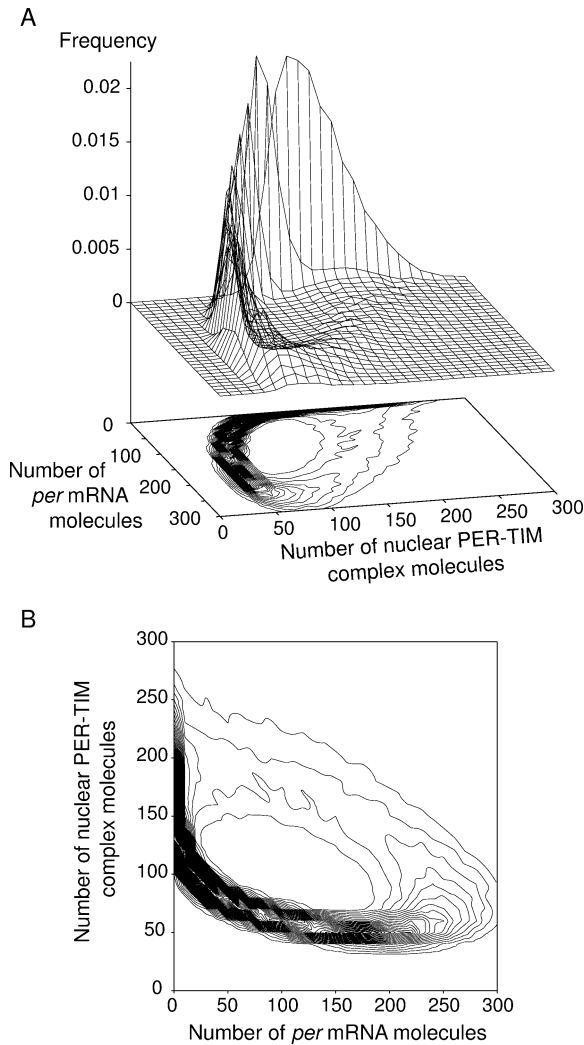 A
Frequency
0.02
0.015
0.01
0.005
0
0
100
200
300
Number of
per mRNA
molecules
0
50
100
150
200
250
300
Number of nuclear PER-TIM
complex molecules
B
300
250
200
150
100
50
0
Number of nuclear PER-TIM
complex molecules
0
50
100
150
200
250
300
Number of per mRNA molecules